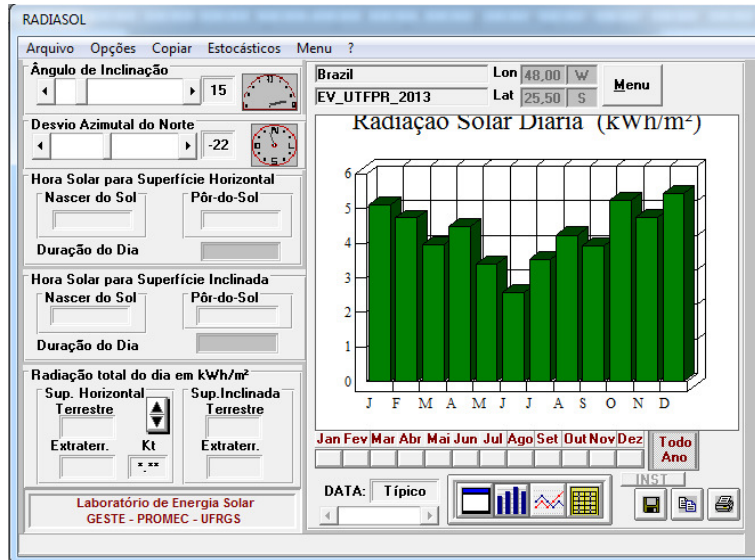 RADIASOL
Arquivo Opções Copiar Estocásticos Menu ?
Ângulo de Inclinação
15
Desvio Azimutal do Norte
-22
Hora Solar para Superfície Horizontal
Nascer do Sol Pôr-do-Sol
Duração do Dia
Hora Solar para Superfície Inclinada
Nascer do Sol Pôr-do-Sol
Duração do Dia
Radiação total do dia em kWh/m²
Sup. Horizontal Sup.Inclinada
Terrestre Terrestre
Extraterr. Kt Extraterr.
*.**
Laboratório de Energia Solar
GESTE - PROMEC - UFRGS
Brazil Lon 48,00 W
EV_UTFPR_2013 Lat 25,50 S
Menu
Radiação Solar Diária (kWh/m²)
6
5
4
3
2
1
0
J F M A M J J A S O N D
Jan Fev Mar Abr Mai Jun Jul Ago Set Out Nov Dez
Todo
Ano
DATA: Típico
INST